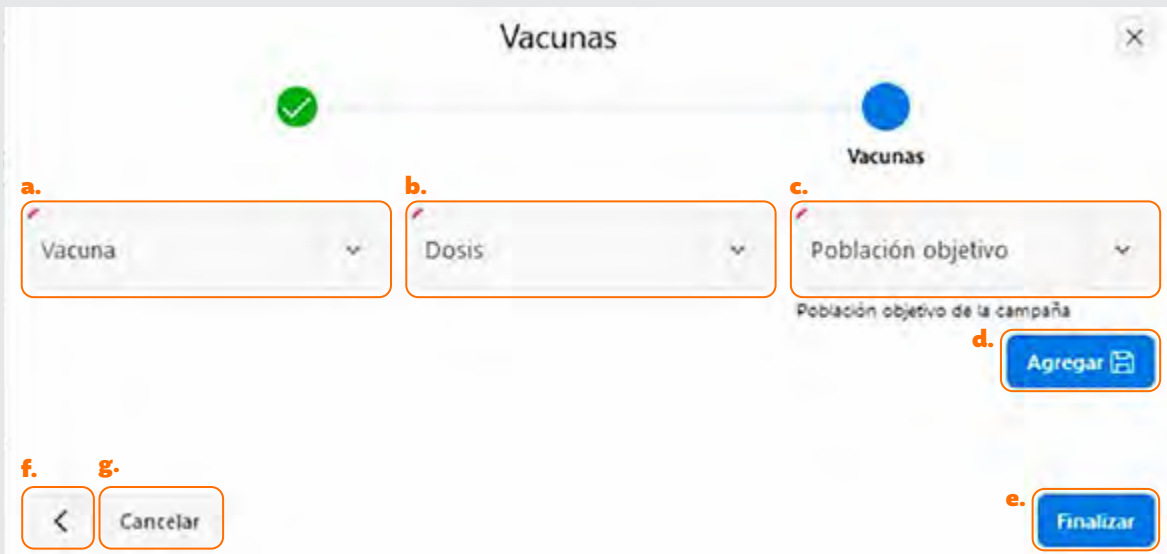 Vacunas
Vacunas
a. b. c.
Vacuna Dosis Población objetivo
Población objetivo de la campaña
d.
Agregar
f. g.
e.
Cancelar Finalizar